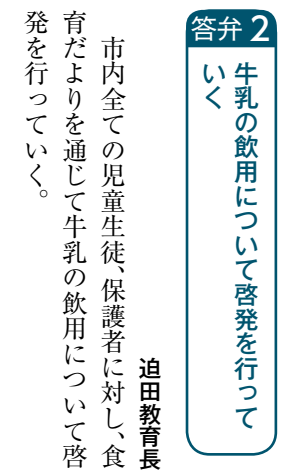 答弁2
牛乳の飲用について啓発を行って
いく
迫田教育長
市内全ての児童生徒、保護者に対し、食
育だよりを通じて牛乳の飲用について啓
発を行っていく。